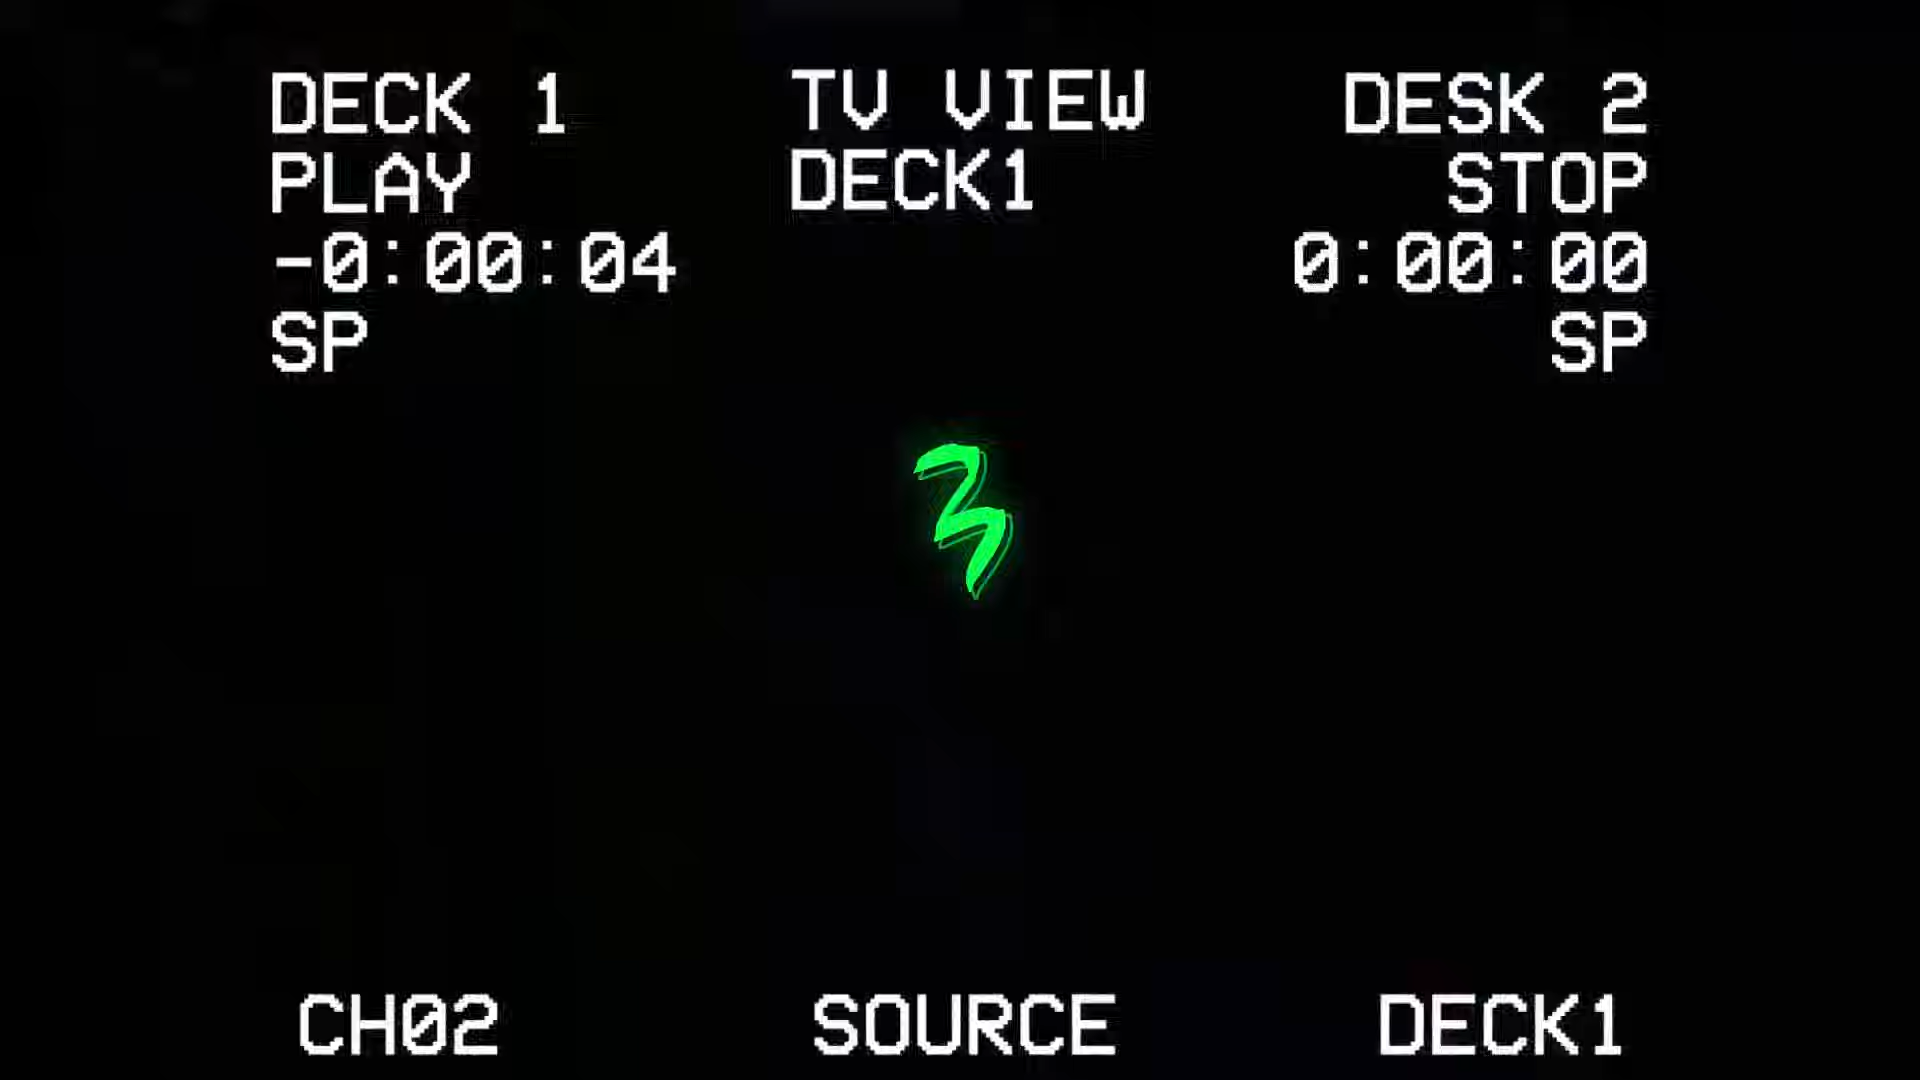 DECK 1
PLAY
-0:00:04
SP
TV VIEW
DECK1
DESK 2
STOP
0:00:00
SP
3
CH02
SOURCE
DECK1